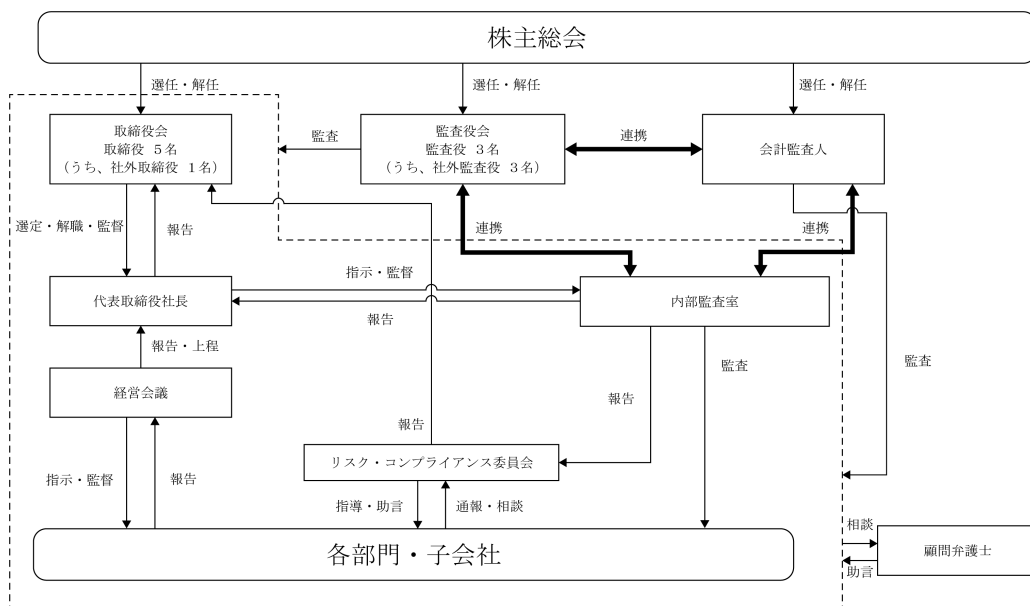 株主総会
選任・解任
選任・解任
選任・解任
取締役会
取締役 5名
（うち、社外取締役 1名）
監査
監査役会
監査役 3名
（うち、社外監査役 3名）
連携
会計監査人
選定・解職・監督
報告
連携
連携
代表取締役社長
指示・監督
報告
内部監査室
報告・上程
監査
監査
経営会議
報告
報告
リスク・コンプライアンス委員会
指示・監督
報告
指導・助言
通報・相談
各部門・子会社
相談
助言
顧問弁護士